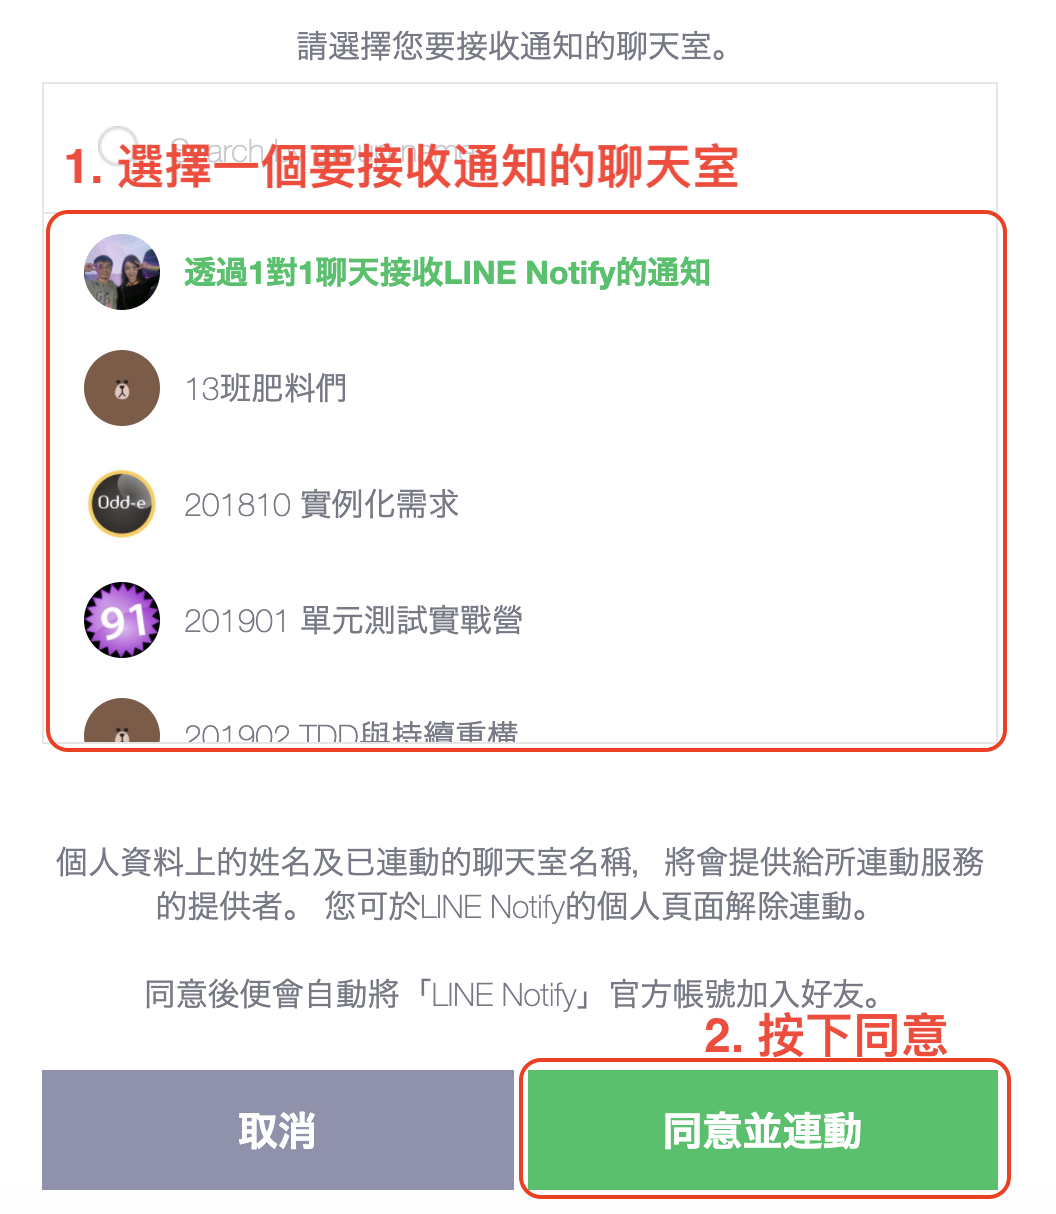 請選擇您要接收通知的聊天室。
Search by group name
1. 選擇一個要接收通知的聊天室
透過1對1聊天接收LINE Notify的通知
13班肥料們
Odd-e
201810 實例化需求
91
201901 單元測試實戰營
201902 TDD與持續重構
個人資料上的姓名及已連動的聊天室名稱，將會提供給所連動服務
的提供者。 您可於LINE Notify的個人頁面解除連動。
同意後便會自動將「LINE Notify」官方帳號加入好友。
2. 按下同意
取消
同意並連動